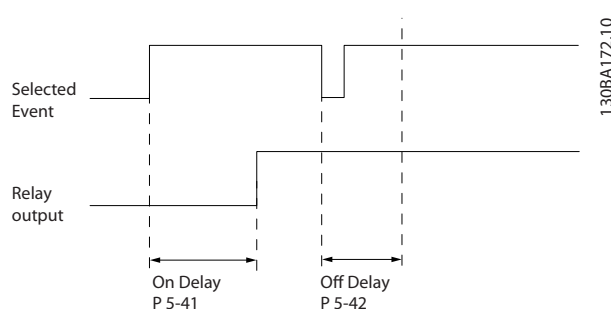 130BA172.10
Selected
Event
Relay
output
On Delay
P 5-41
Off Delay
P 5-42